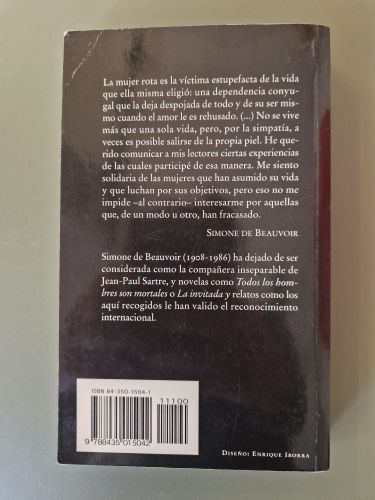 La mujer rota es la víctima estupefacta de la vida
que ella misma eligió: una dependencia conyu-
gal que la deja despojada de todo y de su ser mis-
mo cuando el amor le es rehusado. (...) No se vive
más que una sola vida, pero, por la simpatía, a
veces es posible salirse de la propia piel. He que-
rido comunicar a mis lectores ciertas experiencias
de las cuales participé de esa manera. Me siento
solidaria de las mujeres que han asumido su vida
y que luchan por sus objetivos, pero eso no me
impide –al contrario– interesarme por aquellas
que, de un modo u otro, han fracasado.
SIMONE DE BEAUVOIR
Simone de Beauvoir (1908-1986) ha dejado de ser
considerada como la compañera inseparable de
Jean-Paul Sartre, y novelas como Todos los hom-
bres son mortales o La invitada y relatos como los
aquí recogidos le han valido el reconocimiento
internacional.
ISBN 84-350-1504-1
11100
9 788435 015042
DISEÑO: ENRIQUE IBORRA